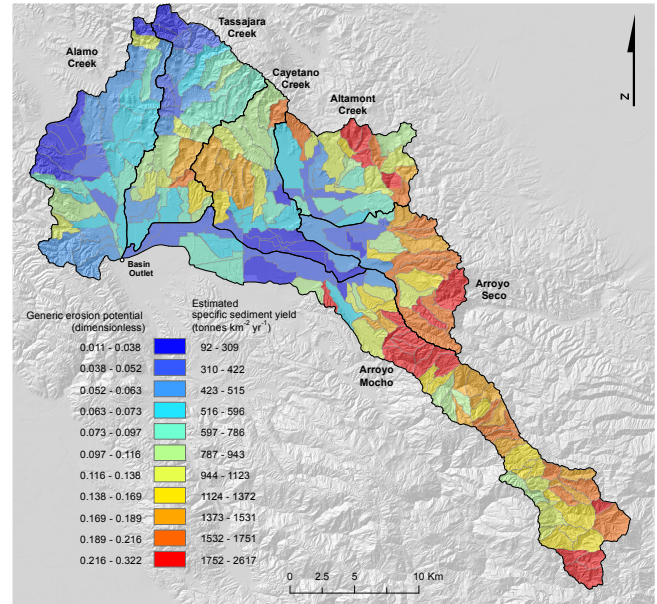 Tassajara
Creek
Alamo
Creek
Cayetano
Creek
Altamont
Creek
N
Basin
Outlet
Arroyo
Seco
Arroyo
Mocho
Generic erosion potential
(dimensionless)
Estimated
specific sediment yield
(tonnes km-2 yr-1)
0.011 - 0.038 92 - 309
0.038 - 0.052 310 - 422
0.052 - 0.063 423 - 515
0.063 - 0.073 516 - 596
0.073 - 0.097 597 - 786
0.097 - 0.116 787 - 943
0.116 - 0.138 944 - 1123
0.138 - 0.169 1124 - 1372
0.169 - 0.189 1373 - 1531
0.189 - 0.216 1532 - 1751
0.216 - 0.322 1752 - 2617
0 2.5 5 10 Km